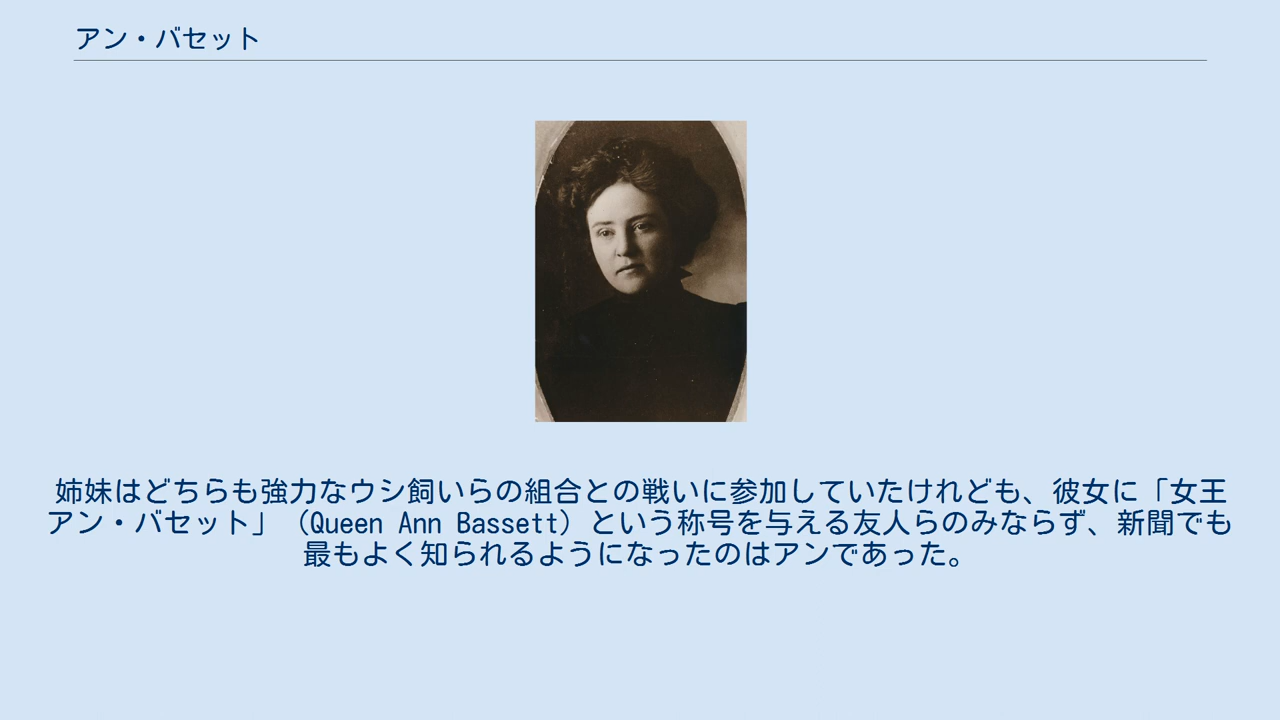 アン・バセット
姉妹はどちらも強力なウシ飼いらの組合との戦いに参加していたけれども、彼女に「女王
アン・バセット」（Queen Ann Bassett）という称号を与える友人らのみならず、新聞でも
最もよく知られるようになったのはアンであった。